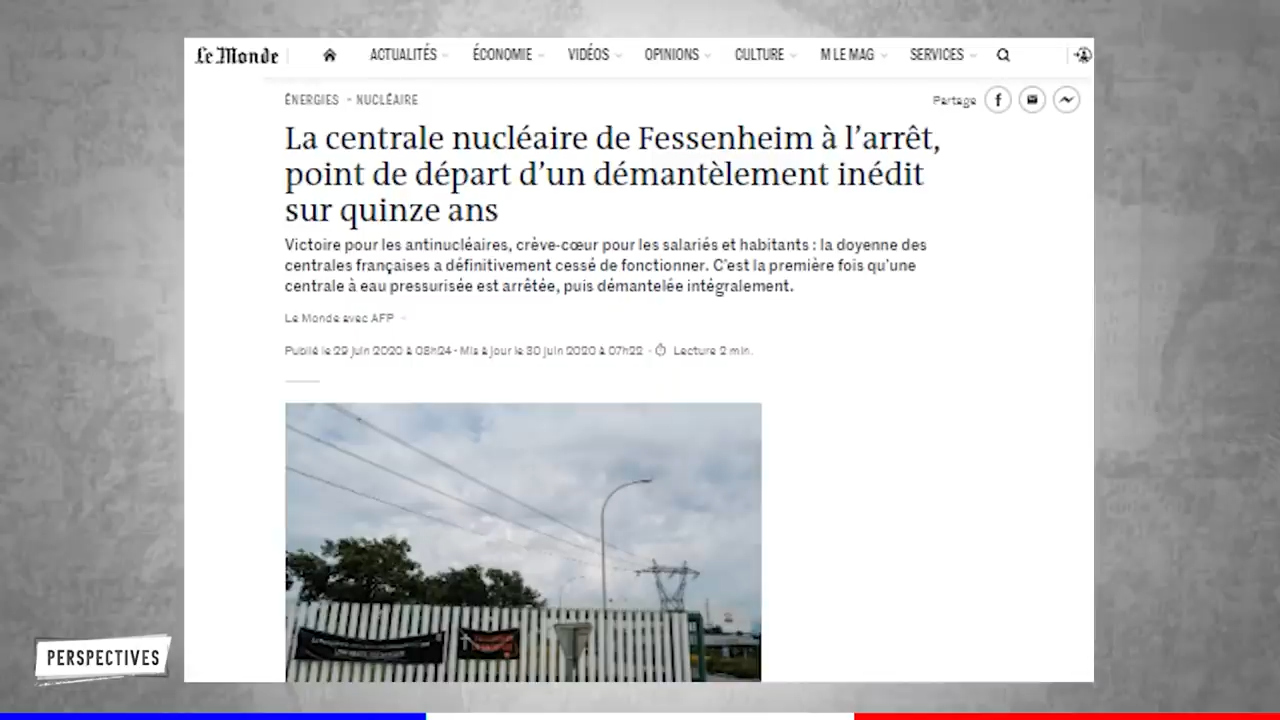 Le Monde
ACTUALITÉS
ÉCONOMIE
VIDÉOS
OPINIONS
CULTURE
M LE MAG
SERVICES
ÉNERGIES - NUCLÉAIRE
Partage
La centrale nucléaire de Fessenheim à l’arrêt,
point de départ d’un démantèlement inédit
sur quinze ans
Victoire pour les antinucléaires, crève-cœur pour les salariés et habitants : la doyenne des
centrales françaises a définitivement cessé de fonctionner. C’est la première fois qu’une
centrale à eau pressurisée est arrêtée, puis démantelée intégralement.
Le Monde avec AFP
Publié le 29 juin 2020 à 08h24 - Mis à jour le 30 juin 2020 à 07h22 - Lecture 2 min.
PERSPECTIVES